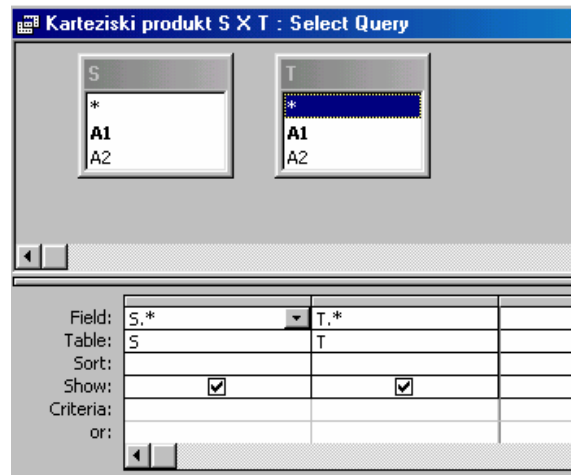 Karteziski produkt S X T : Select Query
S T
* *
A1 A1
A2 A2
Field: S.* T.*
Table: S T
Sort:
Show:
Criteria:
or: